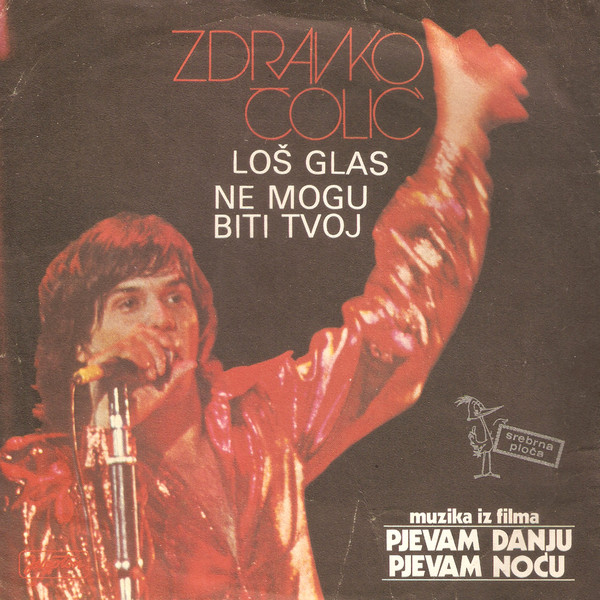 ZDRAVKO
ČOLIĆ
LOŠ GLAS
NE MOGU
BITI TVOJ
srebrna
ploča
muzika iz filma
PJEVAM DANJU
PJEVAM NOĆU